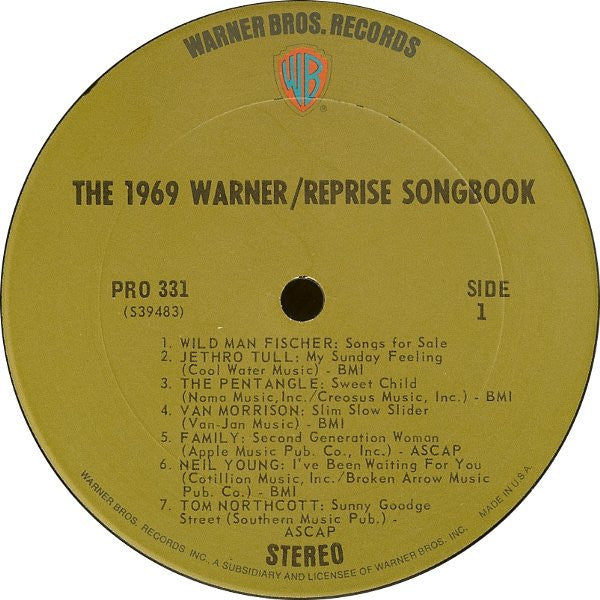 WARNER BROS. RECORDS
WB
®
THE 1969 WARNER/REPRISE SONGBOOK
PRO 331
(S39483)
SIDE
1
1. WILD MAN FISCHER: Songs for Sale
2. JETHRO TULL: My Sunday Feeling
(Cool Water Music) - BMI
3. THE PENTANGLE: Sweet Child
(Noma Music,Inc./Creosus Music, Inc.) - BMI
4. VAN MORRISON: Slim Slow Slider
(Van-Jan Music) - BMI
5. FAMILY: Second Generation Woman
(Apple Music Pub. Co., Inc.) - ASCAP
6. NEIL YOUNG: I've Been Waiting For You
(Cotillion Music, Inc./Broken Arrow Music
Pub. Co.) - BMI
7. TOM NORTHCOTT: Sunny Goodge
Street (Southern Music Pub.) -
ASCAP
STEREO
WARNER BROS. RECORDS INC., A SUBSIDIARY AND LICENSEE OF WARNER BROS. INC. MADE IN U.S.A.